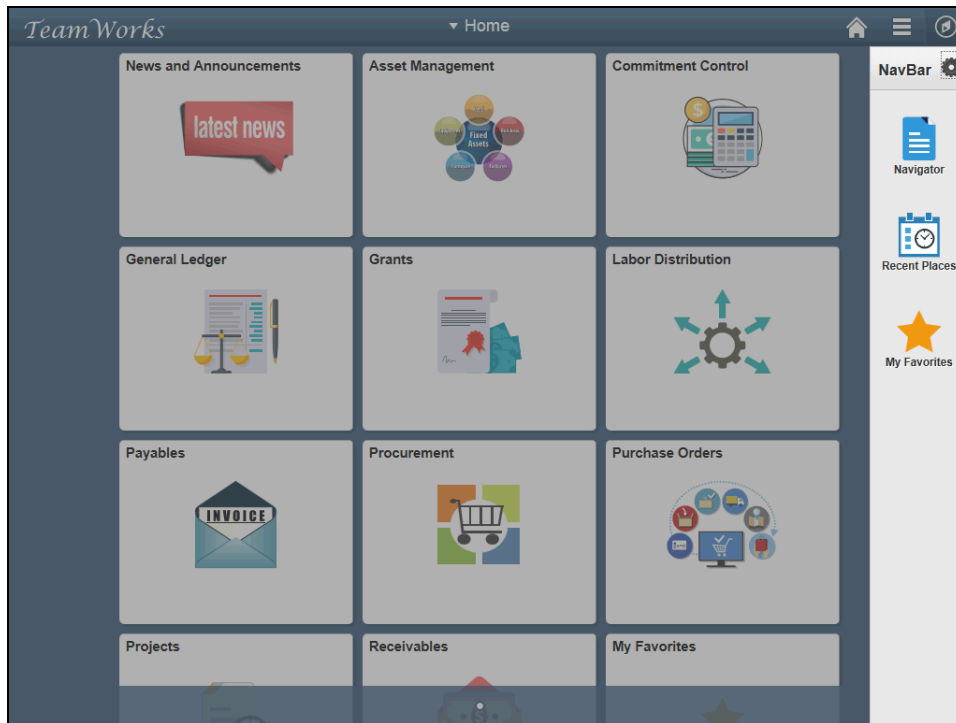 TeamWorks
Home
NavBar
News and Announcements
Asset Management
Commitment Control
latest news
Fixed
Assets
Navigator
Recent Places
General Ledger
Grants
Labor Distribution
My Favorites
Payables
Procurement
Purchase Orders
INVOICE
Projects
Receivables
My Favorites